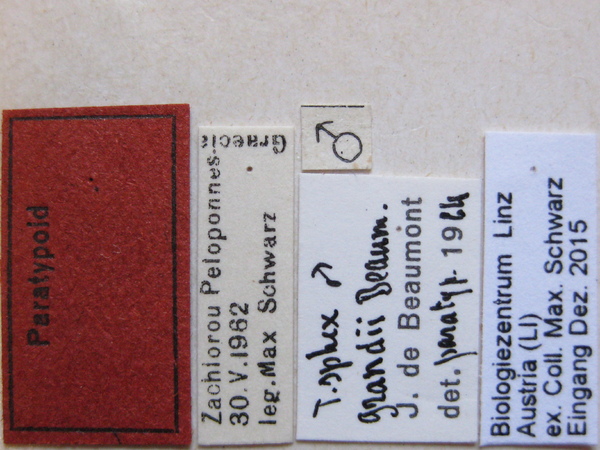 Paratypoid
Zachlorou Peloponnes.
Graecia
30.V.1962
leg. Max Schwarz
♂
T.sphex ♂
grandii Beaum.
J. de Beaumont
det. paratyp. 1964
Biologiezentrum Linz
Austria (LI)
ex. Coll. Max. Schwarz
Eingang Dez. 2015